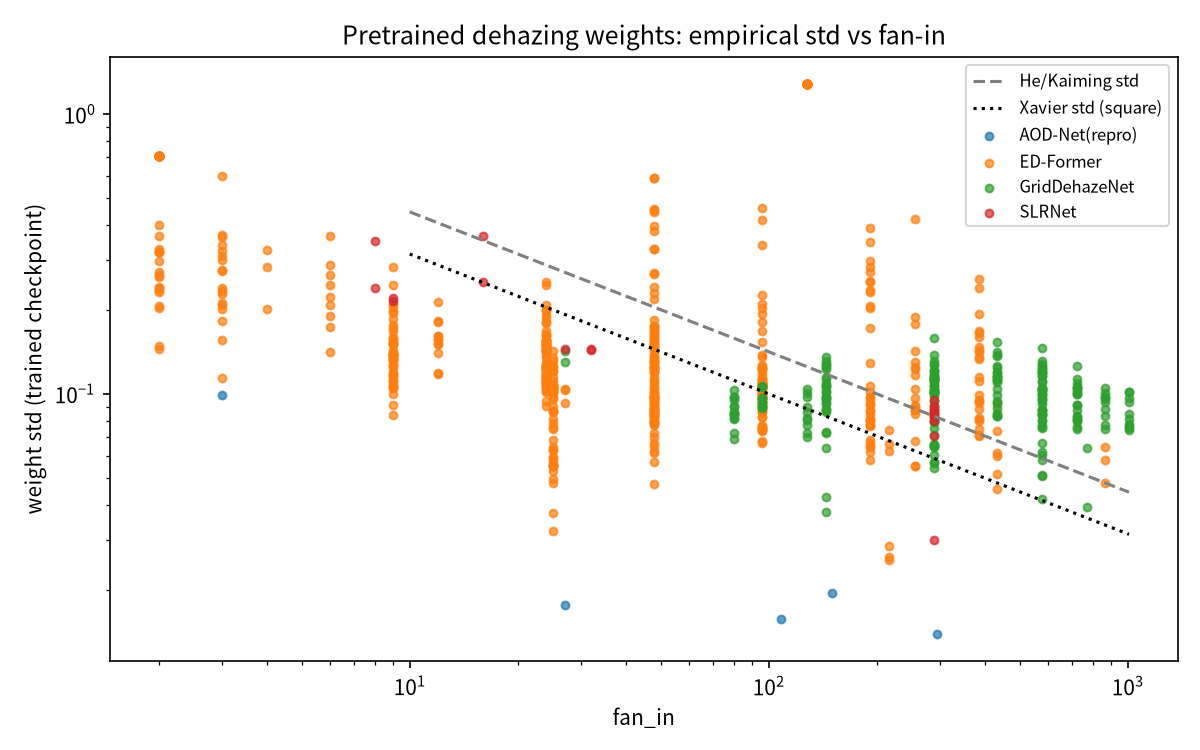 Pretrained dehazing weights: empirical std vs fan-in
He/Kaiming std
Xavier std (square)
AOD-Net(repro)
ED-Former
GridDehazeNet
SLRNet
weight std (trained checkpoint)
10⁰
10⁻¹
10¹ 10² 10³
fan_in